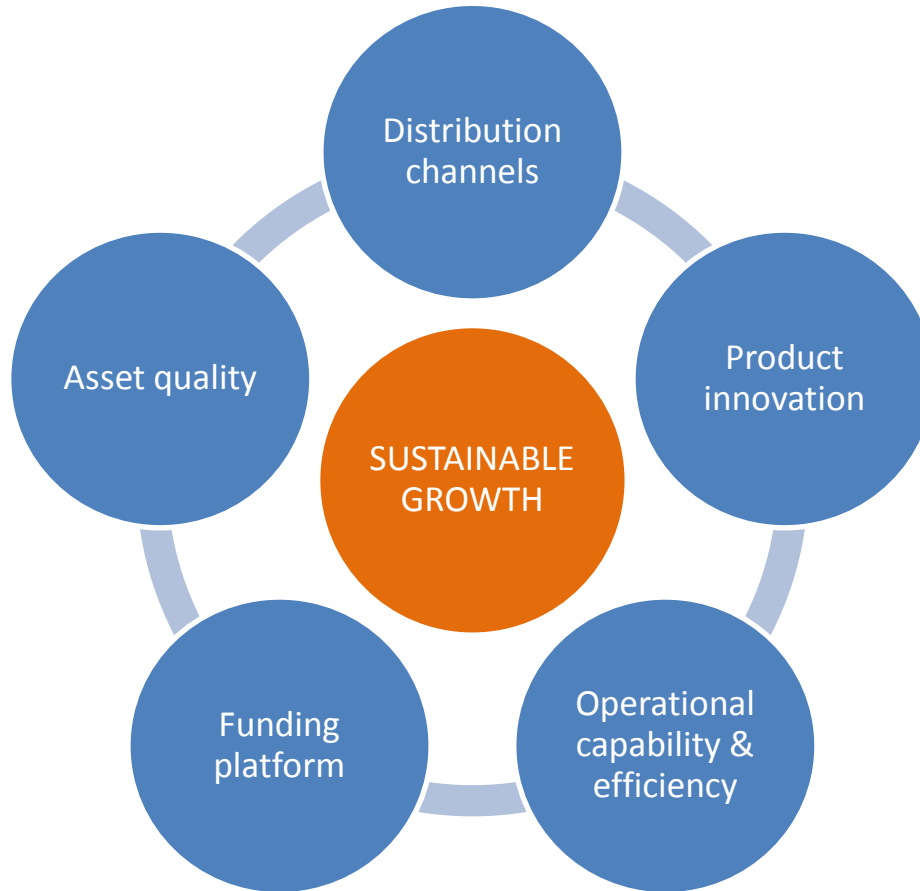 Distribution
channels
Product
innovation
Operational
capability &
efficiency
Funding
platform
Asset quality
SUSTAINABLE
GROWTH